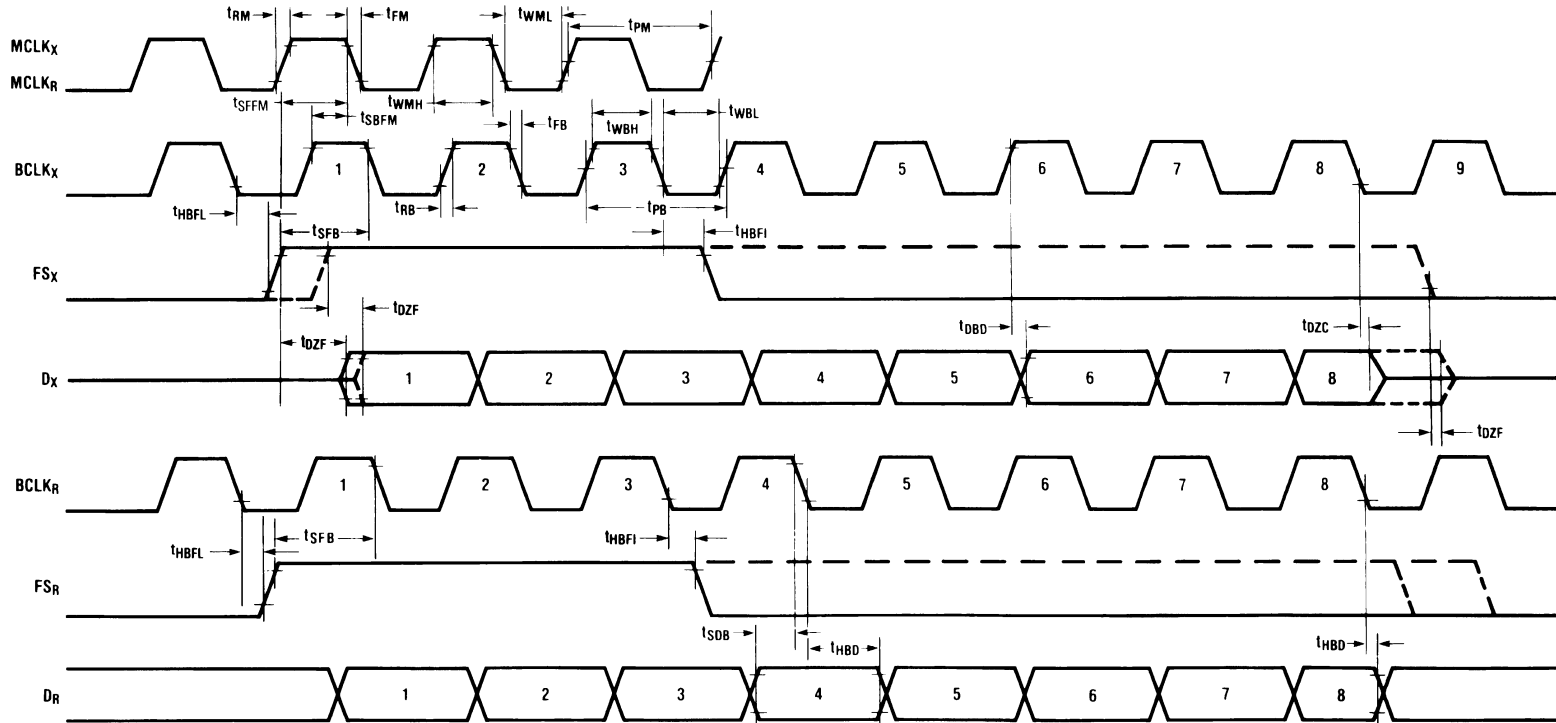 tRM tFM tWML tPM
MCLKX
MCLKR
tSFFM tWMH tWBL
tSBFM tFB tWBH
BCLKX 1 2 3 4 5 6 7 8 9
tHBFL tRB tPB
tSFB tHBFI
FSX
tDZF
tDZF tDBD tDZC
DX 1 2 3 4 5 6 7 8
tDZF
BCLKR 1 2 3 4 5 6 7 8
tHBFL tSFB tHBFI
FSR
tSDB tHBD tHBD
DR 1 2 3 4 5 6 7 8